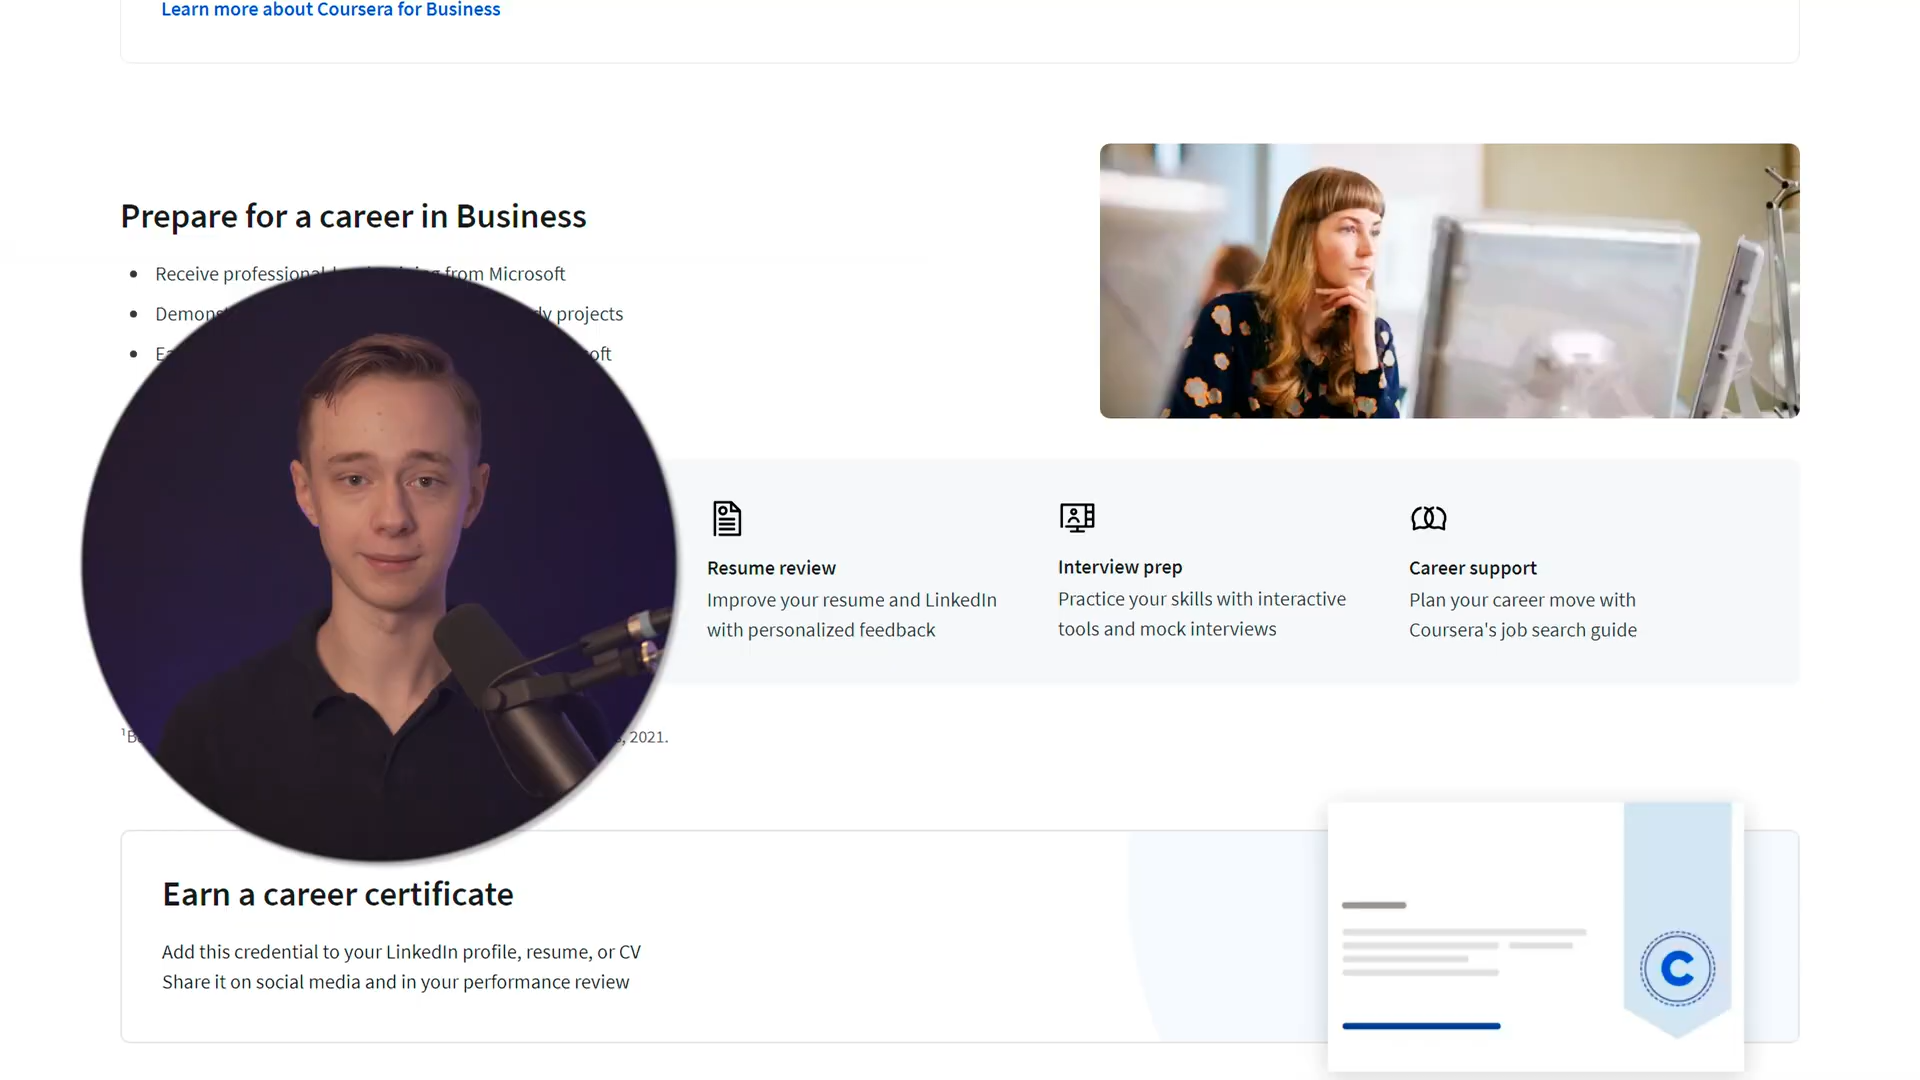 Learn more about Coursera for Business
Prepare for a career in Business
Receive professional from Microsoft
projects
Resume review
Improve your resume and LinkedIn
with personalized feedback
Interview prep
Practice your skills with interactive
tools and mock interviews
Career support
Plan your career move with
Coursera's job search guide
2021.
Earn a career certificate
Add this credential to your LinkedIn profile, resume, or CV
Share it on social media and in your performance review
C